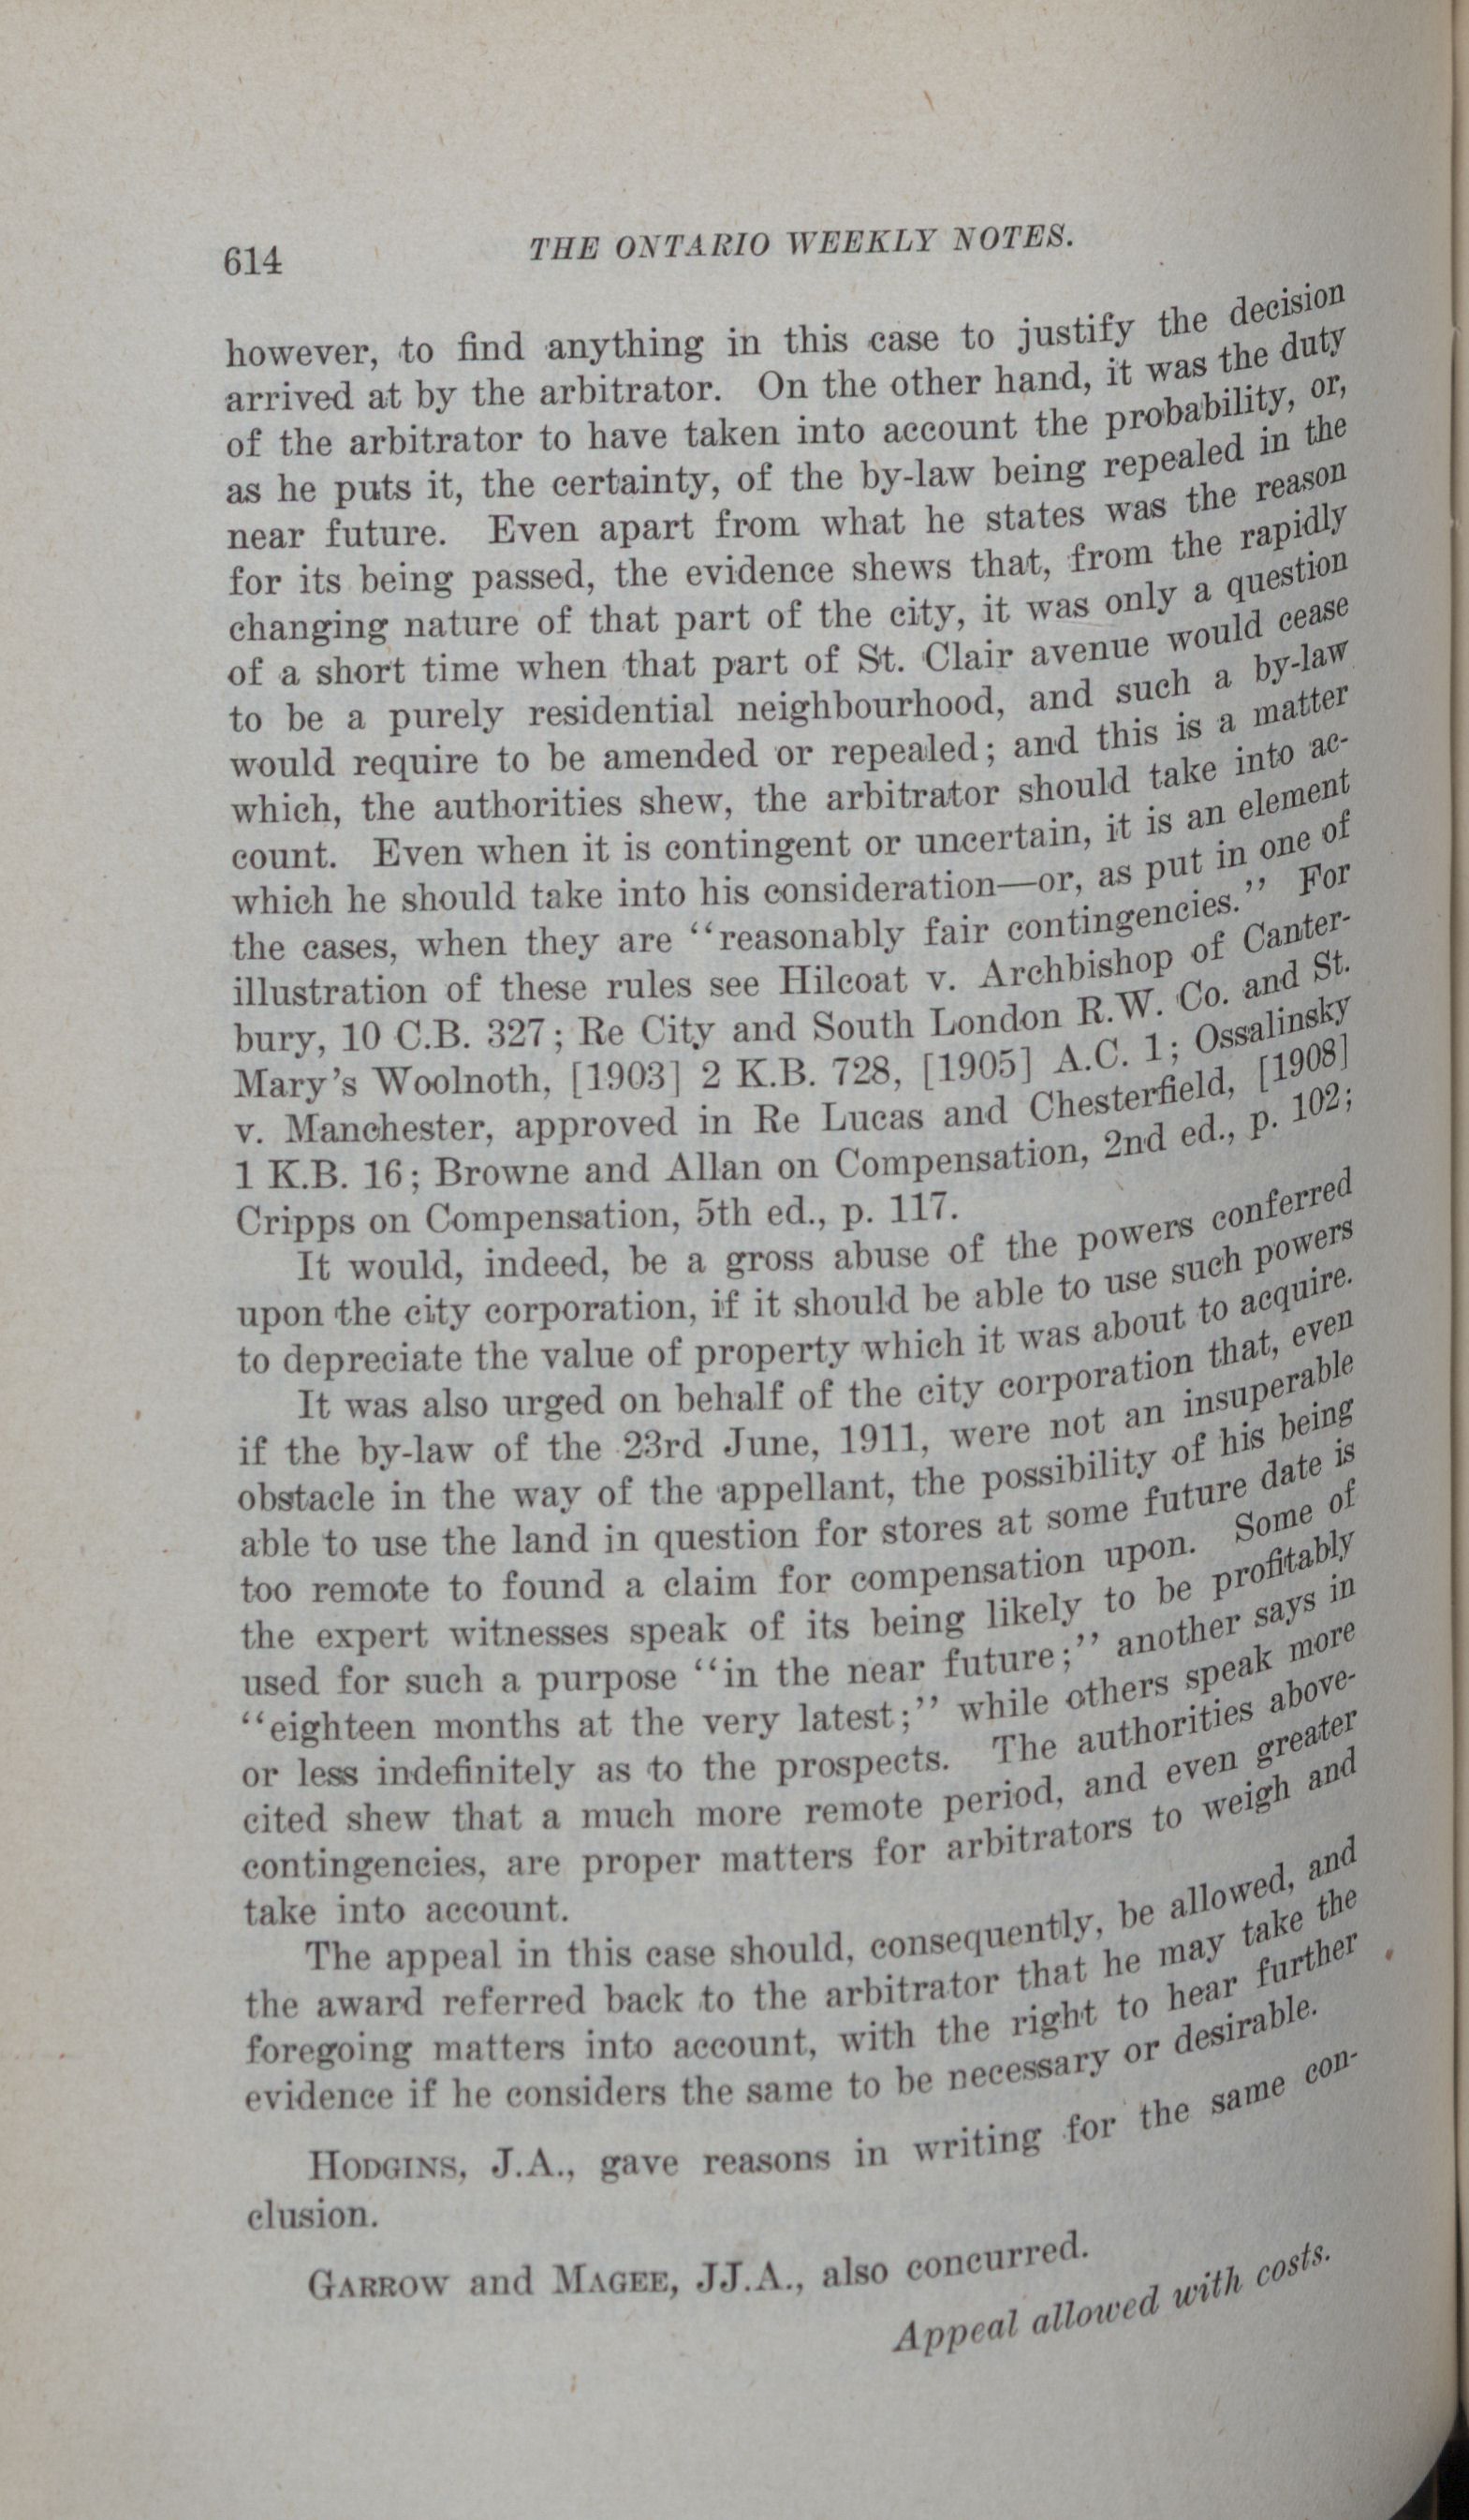 614
THE ONTARIO WEEKLY NOTES.
however, to find anything in this case to justify the decision
arrived at by the arbitrator. On the other hand, it was the duty
of the arbitrator to have taken into account the probability, or,
as he puts it, the certainty, of the by-law being repealed in the
near future. Even apart from what he states was the reason
for its being passed, the evidence shews that, from the rapidly
changing nature of that part of the city, it was only a question
of a short time when that part of St. Clair avenue would cease
to be a purely residential neighbourhood, and such a by-law
would require to be amended or repealed; and this is a matter
which, the authorities shew, the arbitrator should take into ac-
count. Even when it is contingent or uncertain, it is an element
which he should take into his consideration—or, as put in one of
the cases, when they are "reasonably fair contingencies." For
illustration of these rules see Hilcoat v. Archbishop of Canter-
bury, 10 C.B. 327; Re City and South London R.W. Co. and St.
Mary's Woolnoth, [1903] 2 K.B. 728, [1905] A.C. 1; Ossalinsky
v. Manchester, approved in Re Lucas and Chesterfield, [1908]
1 K.B. 16; Browne and Allan on Compensation, 2nd ed., p. 102;
Cripps on Compensation, 5th ed., p. 117.
It would, indeed, be a gross abuse of the powers conferred
upon the city corporation, if it should be able to use such powers
to depreciate the value of property which it was about to acquire.
It was also urged on behalf of the city corporation that, even
if the by-law of the 23rd June, 1911, were not an insuperable
obstacle in the way of the appellant, the possibility of his being
able to use the land in question for stores at some future date is
too remote to found a claim for compensation upon. Some of
the expert witnesses speak of its being likely to be profitably
used for such a purpose "in the near future;" another says in
"eighteen months at the very latest;" while others speak more
or less indefinitely as to the prospects. The authorities above-
cited shew that a much more remote period, and even greater
contingencies, are proper matters for arbitrators to weigh and
take into account.
The appeal in this case should, consequently, be allowed, and
the award referred back to the arbitrator that he may take the
foregoing matters into account, with the right to hear further
evidence if he considers the same to be necessary or desirable.
HODGINS, J.A., gave reasons in writing for the same con-
clusion.
GARROW and MAGEE, JJ.A., also concurred.
Appeal allowed with costs.